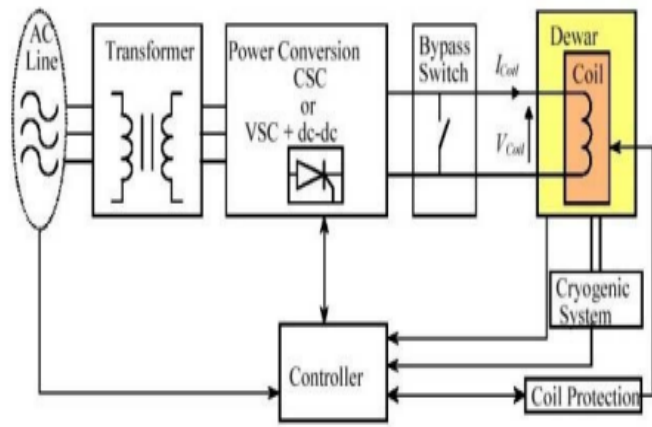 AC
Line
Transformer
Power Conversion
CSC
or
VSC + dc-dc
Bypass
Switch
I_Coil
V_Coil
Dewar
Coil
Cryogenic
System
Controller
Coil Protection